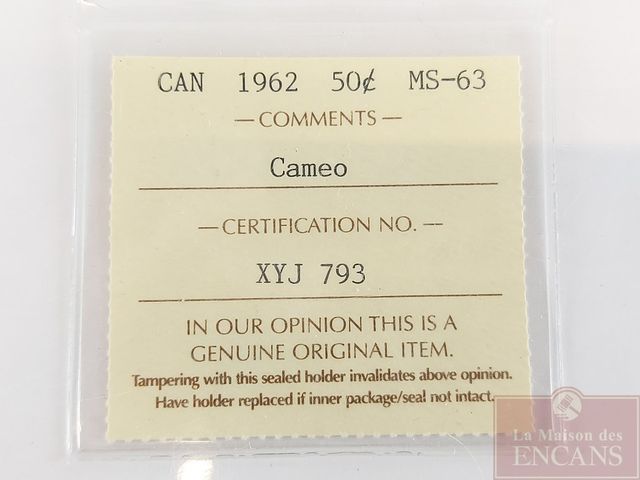 CAN 1962 50¢ MS-63
— COMMENTS —
Cameo
— CERTIFICATION NO. —
XYJ 793
IN OUR OPINION THIS IS A
GENUINE ORIGINAL ITEM.
Tampering with this sealed holder invalidates above opinion.
Have holder replaced if inner package/seal not intact.
La Maison des
ENCANS